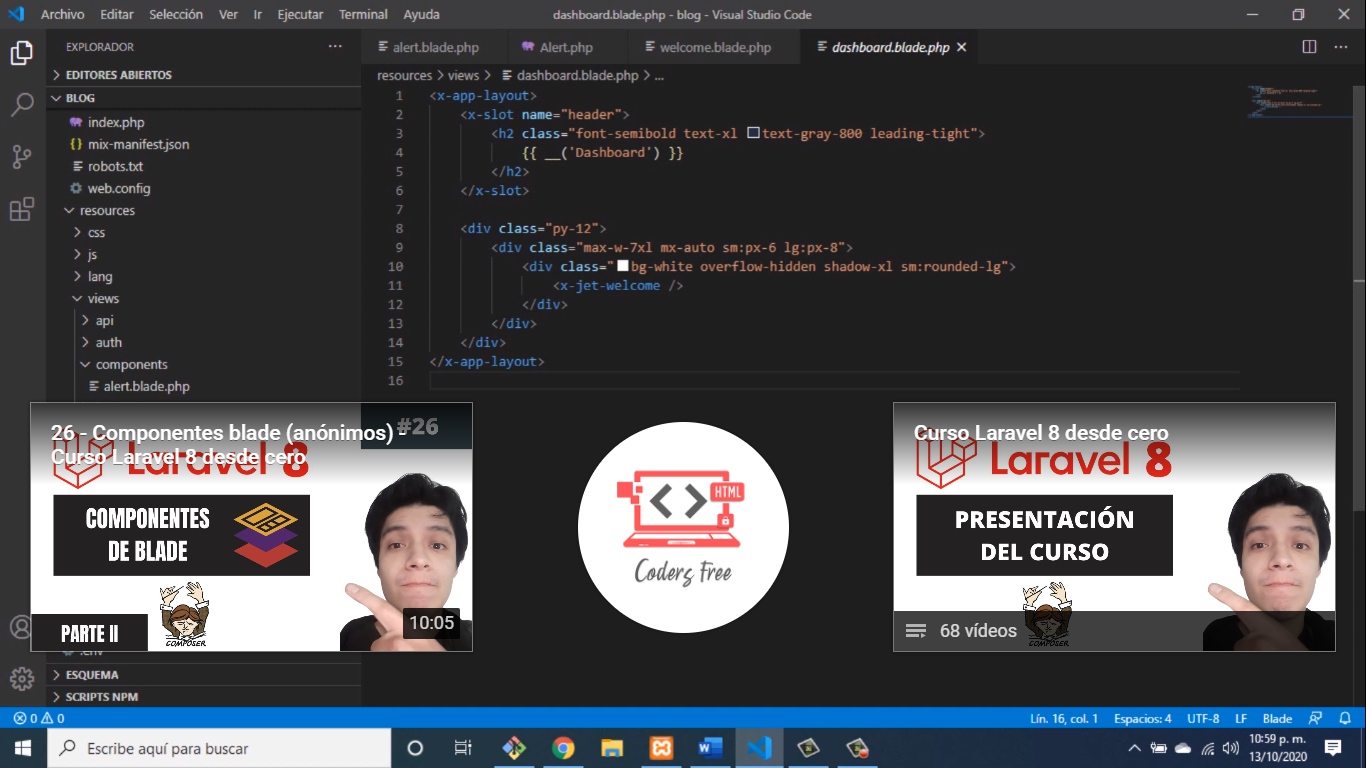 Archivo Editar Selección Ver Ir Ejecutar Terminal Ayuda dashboard.blade.php - blog - Visual Studio Code
EXPLORADOR
EDITORES ABIERTOS
BLOG
index.php
mix-manifest.json
robots.txt
web.config
resources
css
js
lang
views
api
auth
components
alert.blade.php
.env
ESQUEMA
SCRIPTS NPM
alert.blade.php Alert.php welcome.blade.php dashboard.blade.php
resources > views > dashboard.blade.php > ...
1 <x-app-layout>
2 <x-slot name="header">
3 <h2 class="font-semibold text-xl text-gray-800 leading-tight">
4 {{ __('Dashboard') }}
5 </h2>
6 </x-slot>
7
8 <div class="py-12">
9 <div class="max-w-7xl mx-auto sm:px-6 lg:px-8">
10 <div class="bg-white overflow-hidden shadow-xl sm:rounded-lg">
11 <x-jet-welcome />
12 </div>
13 </div>
14 </div>
15 </x-app-layout>
16
26 - Componentes blade (anónimos) -
Curso Laravel 8 desde cero
#26
Laravel 8
COMPONENTES
DE BLADE
COMPOSER
PARTE II
10:05
HTML
Coders Free
Curso Laravel 8 desde cero
Laravel 8
PRESENTACIÓN
DEL CURSO
COMPOSER
68 vídeos
0 0 Lín. 16, col. 1 Espacios: 4 UTF-8 LF Blade
Escribe aquí para buscar
10:59 p. m.
13/10/2020